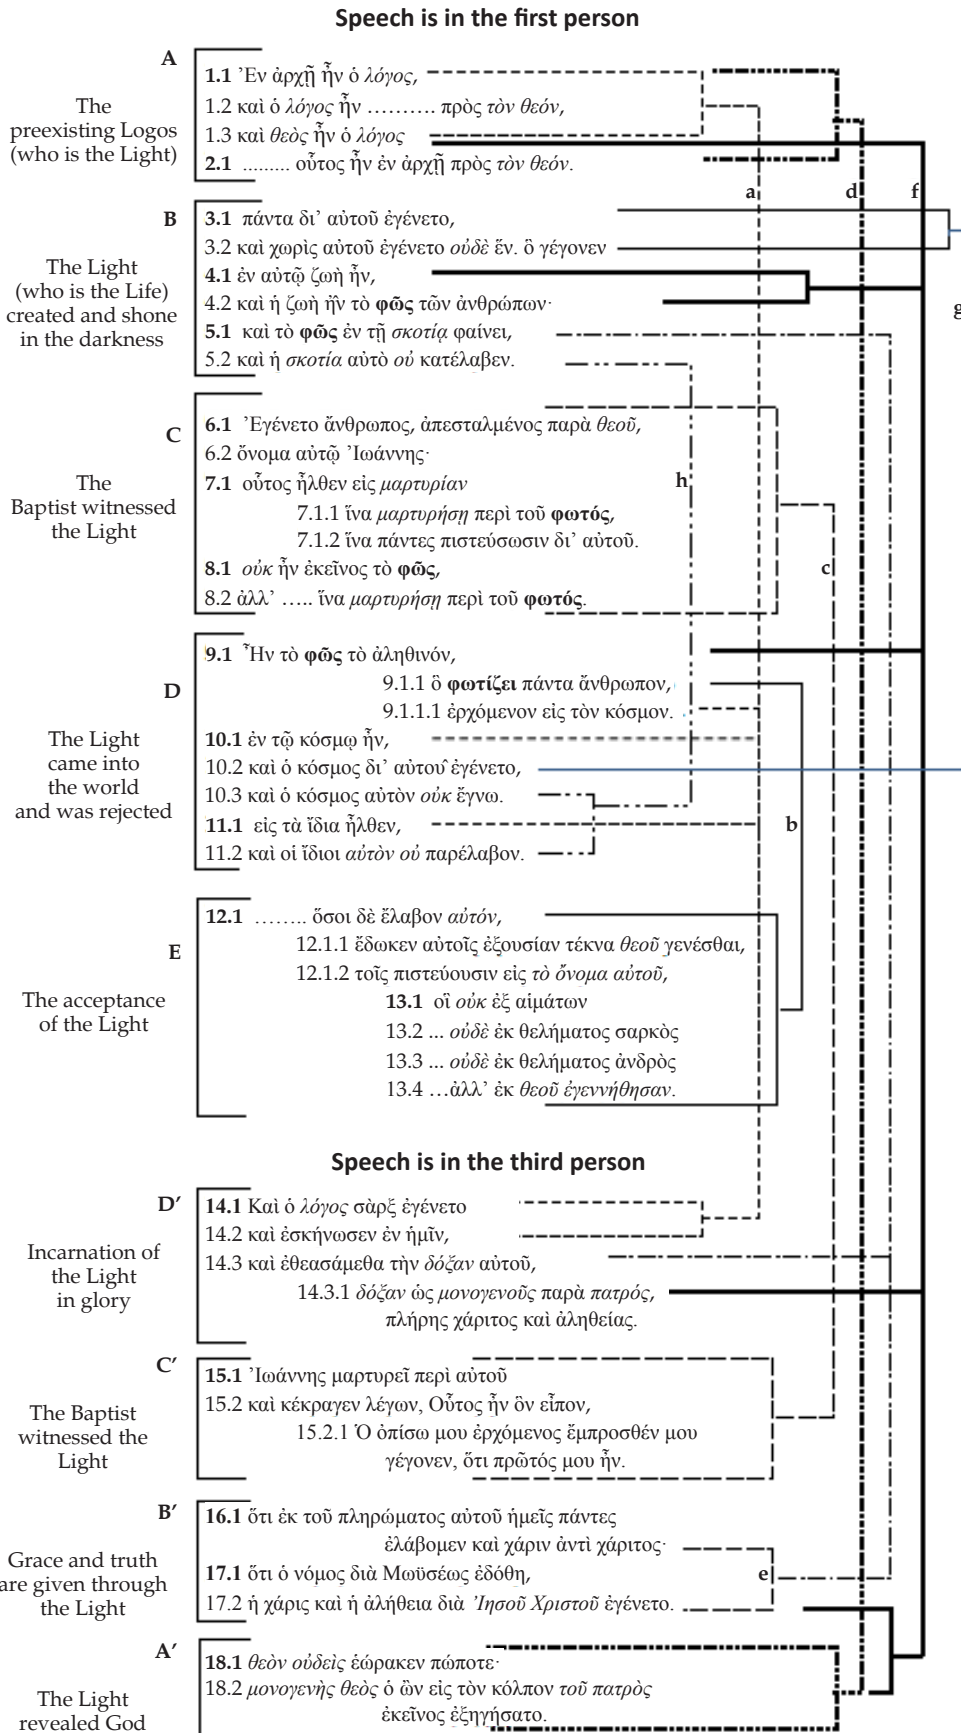 Speech is in the first person
A
The
preexisting Logos
(who is the Light)
1.1 Ἐν ἀρχῇ ἦν ὁ λόγος,
1.2 καὶ ὁ λόγος ἦν .......... πρὸς τὸν θεόν,
1.3 καὶ θεὸς ἦν ὁ λόγος
2.1 ......... οὗτος ἦν ἐν ἀρχῇ πρὸς τὸν θεόν.
a
d
f
B
The Light
(who is the Life)
created and shone
in the darkness
3.1 πάντα δι’ αὐτοῦ ἐγένετο,
3.2 καὶ χωρὶς αὐτοῦ ἐγένετο οὐδὲ ἕν. ὃ γέγονεν
4.1 ἐν αὐτῷ ζωὴ ἦν,
4.2 καὶ ἡ ζωὴ ἦν τὸ φῶς τῶν ἀνθρώπων·
5.1 καὶ τὸ φῶς ἐν τῇ σκοτίᾳ φαίνει,
5.2 καὶ ἡ σκοτία αὐτὸ οὐ κατέλαβεν.
g
C
The
Baptist witnessed
the Light
6.1 Ἐγένετο ἄνθρωπος, ἀπεσταλμένος παρὰ θεοῦ,
6.2 ὄνομα αὐτῷ Ἰωάννης·
7.1 οὗτος ἦλθεν εἰς μαρτυρίαν
7.1.1 ἵνα μαρτυρήσῃ περὶ τοῦ φωτός,
7.1.2 ἵνα πάντες πιστεύσωσιν δι’ αὐτοῦ.
8.1 οὐκ ἦν ἐκεῖνος τὸ φῶς,
8.2 ἀλλ’ ..... ἵνα μαρτυρήσῃ περὶ τοῦ φωτός.
h
c
D
The Light
came into
the world
and was rejected
9.1 Ἦν τὸ φῶς τὸ ἀληθινόν,
9.1.1 ὃ φωτίζει πάντα ἄνθρωπον,
9.1.1.1 ἐρχόμενον εἰς τὸν κόσμον.
10.1 ἐν τῷ κόσμῳ ἦν,
10.2 καὶ ὁ κόσμος δι’ αὐτοῦ ἐγένετο,
10.3 καὶ ὁ κόσμος αὐτὸν οὐκ ἔγνω.
11.1 εἰς τὰ ἴδια ἦλθεν,
11.2 καὶ οἱ ἴδιοι αὐτὸν οὐ παρέλαβον.
b
E
The acceptance
of the Light
12.1 ........ ὅσοι δὲ ἔλαβον αὐτόν,
12.1.1 ἔδωκεν αὐτοῖς ἐξουσίαν τέκνα θεοῦ γενέσθαι,
12.1.2 τοῖς πιστεύουσιν εἰς τὸ ὄνομα αὐτοῦ,
13.1 οἳ οὐκ ἐξ αἱμάτων
13.2 ... οὐδὲ ἐκ θελήματος σαρκὸς
13.3 ... οὐδὲ ἐκ θελήματος ἀνδρὸς
13.4 …ἀλλ’ ἐκ θεοῦ ἐγεννήθησαν.
Speech is in the third person
D′
Incarnation of
the Light
in glory
14.1 Καὶ ὁ λόγος σὰρξ ἐγένετο
14.2 καὶ ἐσκήνωσεν ἐν ἡμῖν,
14.3 καὶ ἐθεασάμεθα τὴν δόξαν αὐτοῦ,
14.3.1 δόξαν ὡς μονογενοῦς παρὰ πατρός,
πλήρης χάριτος καὶ ἀληθείας.
C′
The Baptist
witnessed the
Light
15.1 Ἰωάννης μαρτυρεῖ περὶ αὐτοῦ
15.2 καὶ κέκραγεν λέγων, Οὗτος ἦν ὃν εἶπον,
15.2.1 Ὁ ὀπίσω μου ἐρχόμενος ἔμπροσθέν μου
γέγονεν, ὅτι πρῶτός μου ἦν.
B′
Grace and truth
are given through
the Light
16.1 ὅτι ἐκ τοῦ πληρώματος αὐτοῦ ἡμεῖς πάντες
ἐλάβομεν καὶ χάριν ἀντὶ χάριτος·
17.1 ὅτι ὁ νόμος διὰ Μωϋσέως ἐδόθη,
17.2 ἡ χάρις καὶ ἡ ἀλήθεια διὰ Ἰησοῦ Χριστοῦ ἐγένετο.
e
A′
The Light
revealed God
18.1 θεὸν οὐδεὶς ἑώρακεν πώποτε·
18.2 μονογενὴς θεὸς ὁ ὢν εἰς τὸν κόλπον τοῦ πατρὸς
ἐκεῖνος ἐξηγήσατο.